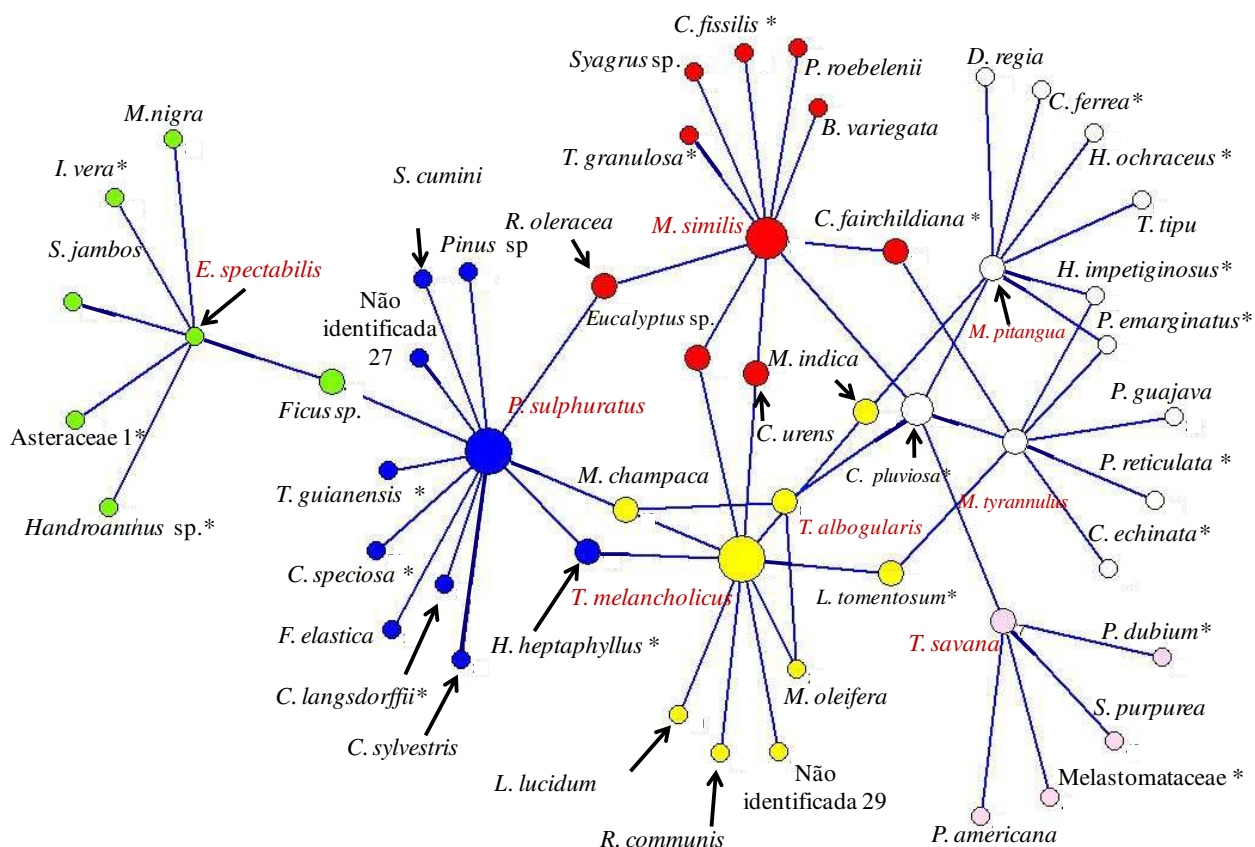 C. fissilis *
Syagrus sp.
P. roebelenii
B. variegata
T. granulosa*
D. regia
C. ferrea*
H. ochraceus *
T. tipu
H. impetiginosus*
P. emarginatus*
M.nigra
I. vera*
S. jambos
E. spectabilis
S. cumini
R. oleracea
Pinus sp
M. similis
C. fairchildiana *
M. pitangua
Não
identificada
27
Eucalyptus sp.
M. indica
P. guajava
Ficus sp.
P. sulphuratus
C. urens
Asteraceae 1*
M. champaca
C. pluviosa*
P. reticulata *
T. guianensis *
T. albogularis
M. tyrannulus
Handroanthus sp.*
C. echinata*
C. speciosa *
T. melancholicus
L. tomentosum*
F. elastica
H. heptaphyllus *
T. savana
P. dubium*
C. langsdorffii*
M. oleifera
S. purpurea
C. sylvestris
L. lucidum
Não
identificada 29
Melastomataceae *
R. communis
P. americana